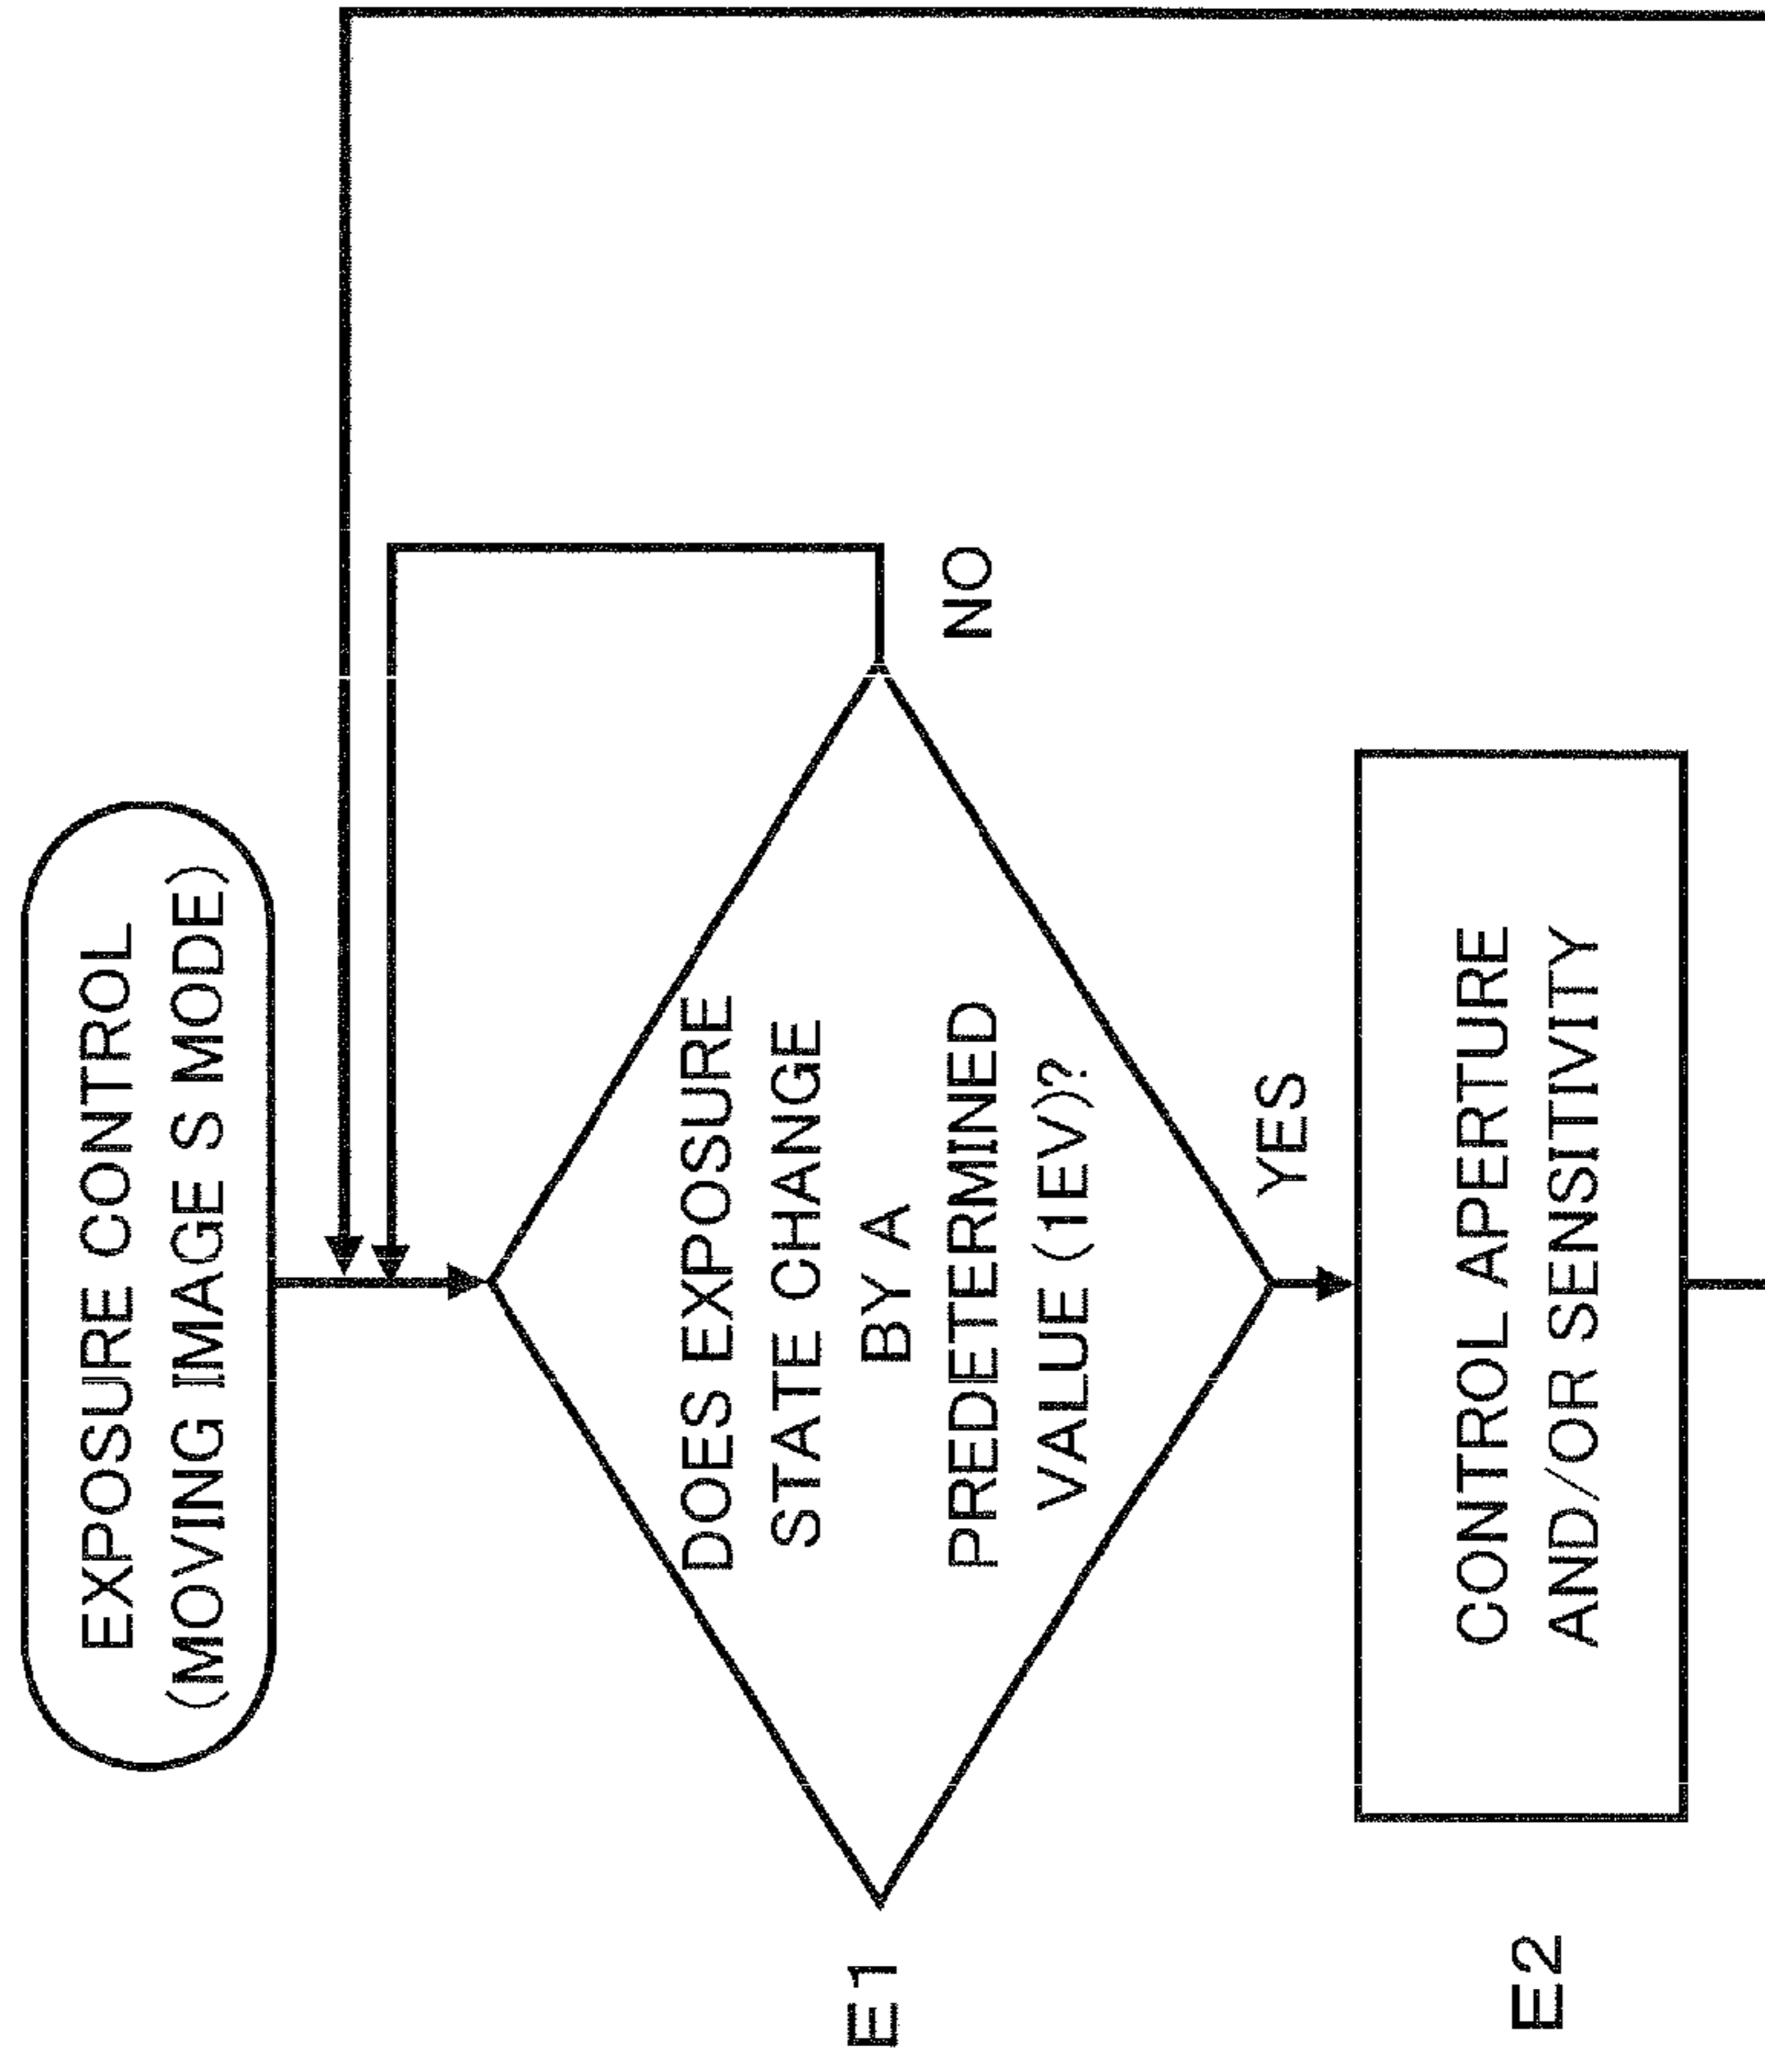 EXPOSURE CONTROL
(MOVING IMAGE S MODE)
E1
DOES EXPOSURE
STATE CHANGE
BY A
PREDETERMINED
VALUE (1EV)?
NO
YES
E2
CONTROL APERTURE
AND/OR SENSITIVITY